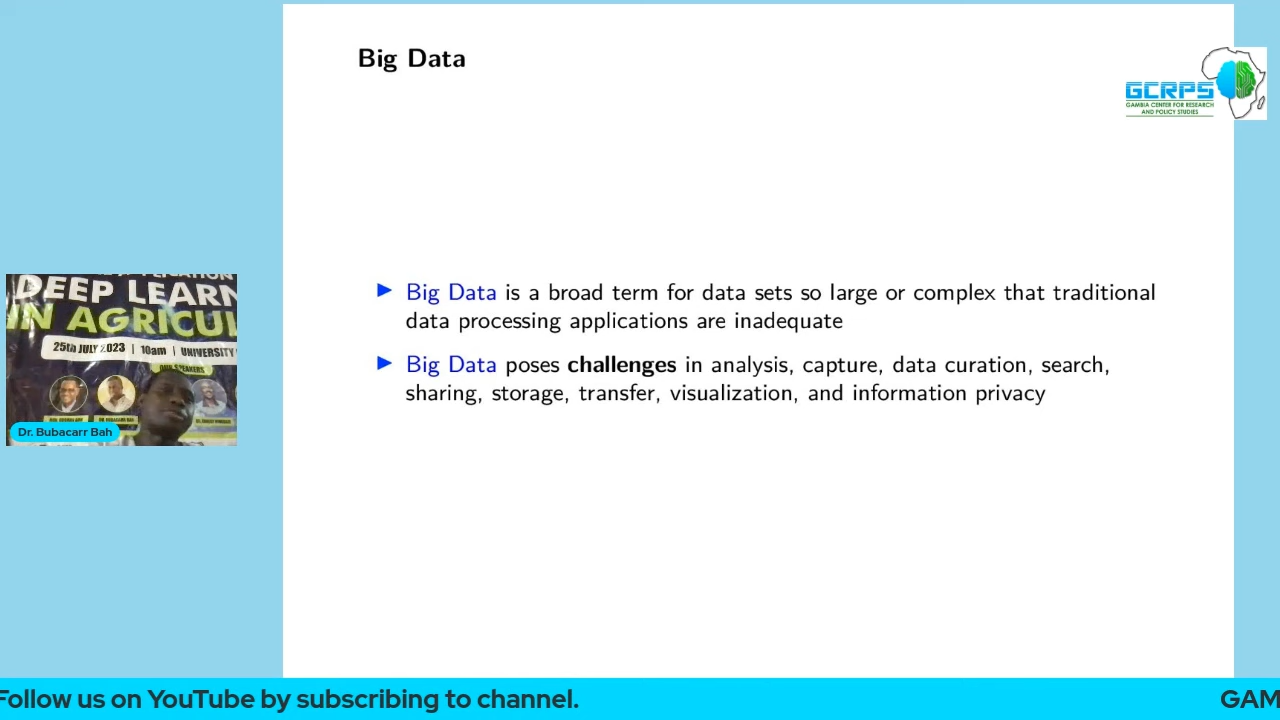 Big Data
GCRPS
GAMBIA CENTER FOR RESEARCH
AND POLICY STUDIES
Big Data is a broad term for data sets so large or complex that traditional
data processing applications are inadequate
Big Data poses challenges in analysis, capture, data curation, search,
sharing, storage, transfer, visualization, and information privacy
DEEP LEARN
IN AGRICUL
25th JULY 2023 | 10am | UNIVERSITY
OUR SPEAKERS
Dr. Bubacarr Bah
Follow us on YouTube by subscribing to channel.
GAM